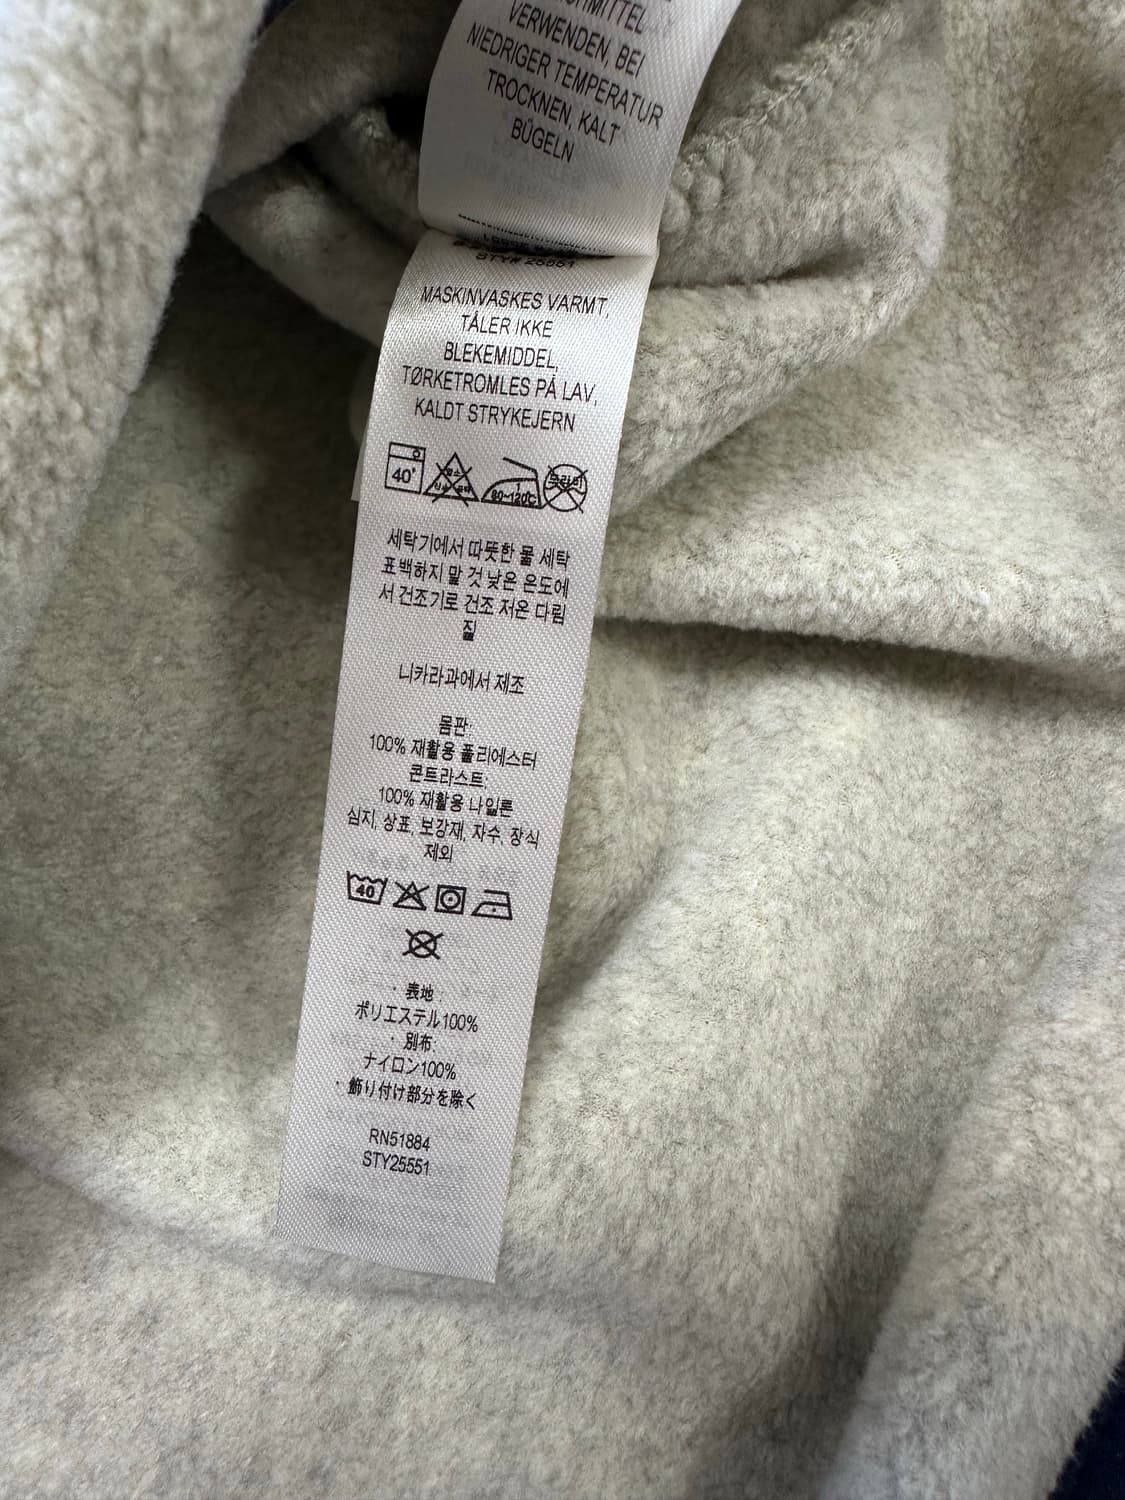 VERWENDEN, BEI
NIEDRIGER TEMPERATUR
TROCKNEN, KALT
BÜGELN
STY# 25551
MASKINVASKES VARMT,
TÅLER IKKE
BLEKEMIDDEL,
TØRKETROMLES PÅ LAV,
KALDT STRYKEJERN
40°
80~120℃
드라이
세탁기에서 따뜻한 물 세탁
표백하지 말 것 낮은 온도에
서 건조기로 건조 저온 다림
질
니카라과에서 제조
몸판:
100% 재활용 폴리에스터
콘트라스트:
100% 재활용 나일론
심지, 상표, 보강재, 자수, 장식
제외
40
・表地 :
ポリエステル100%
・別布:
ナイロン100%
・飾り付け部分を除く
RN51884
STY25551